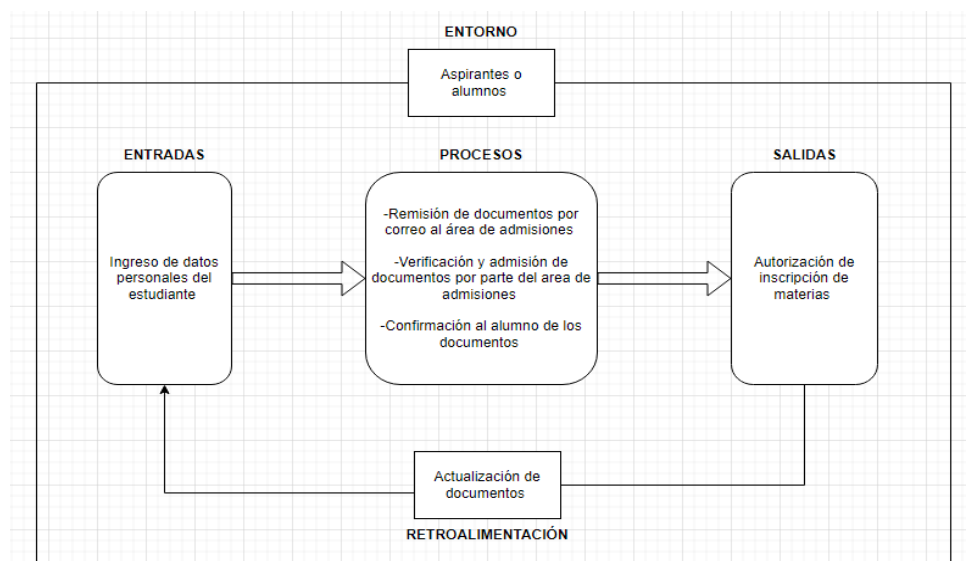 ENTORNO
Aspirantes o
alumnos
ENTRADAS
PROCESOS
SALIDAS
Ingreso de datos
personales del
estudiante
-Remisión de documentos por
correo al área de admisiones
-Verificación y admisión de
documentos por parte del area de
admisiones
-Confirmación al alumno de los
documentos
Autorización de
inscripción de
materias
Actualización de
documentos
RETROALIMENTACIÓN